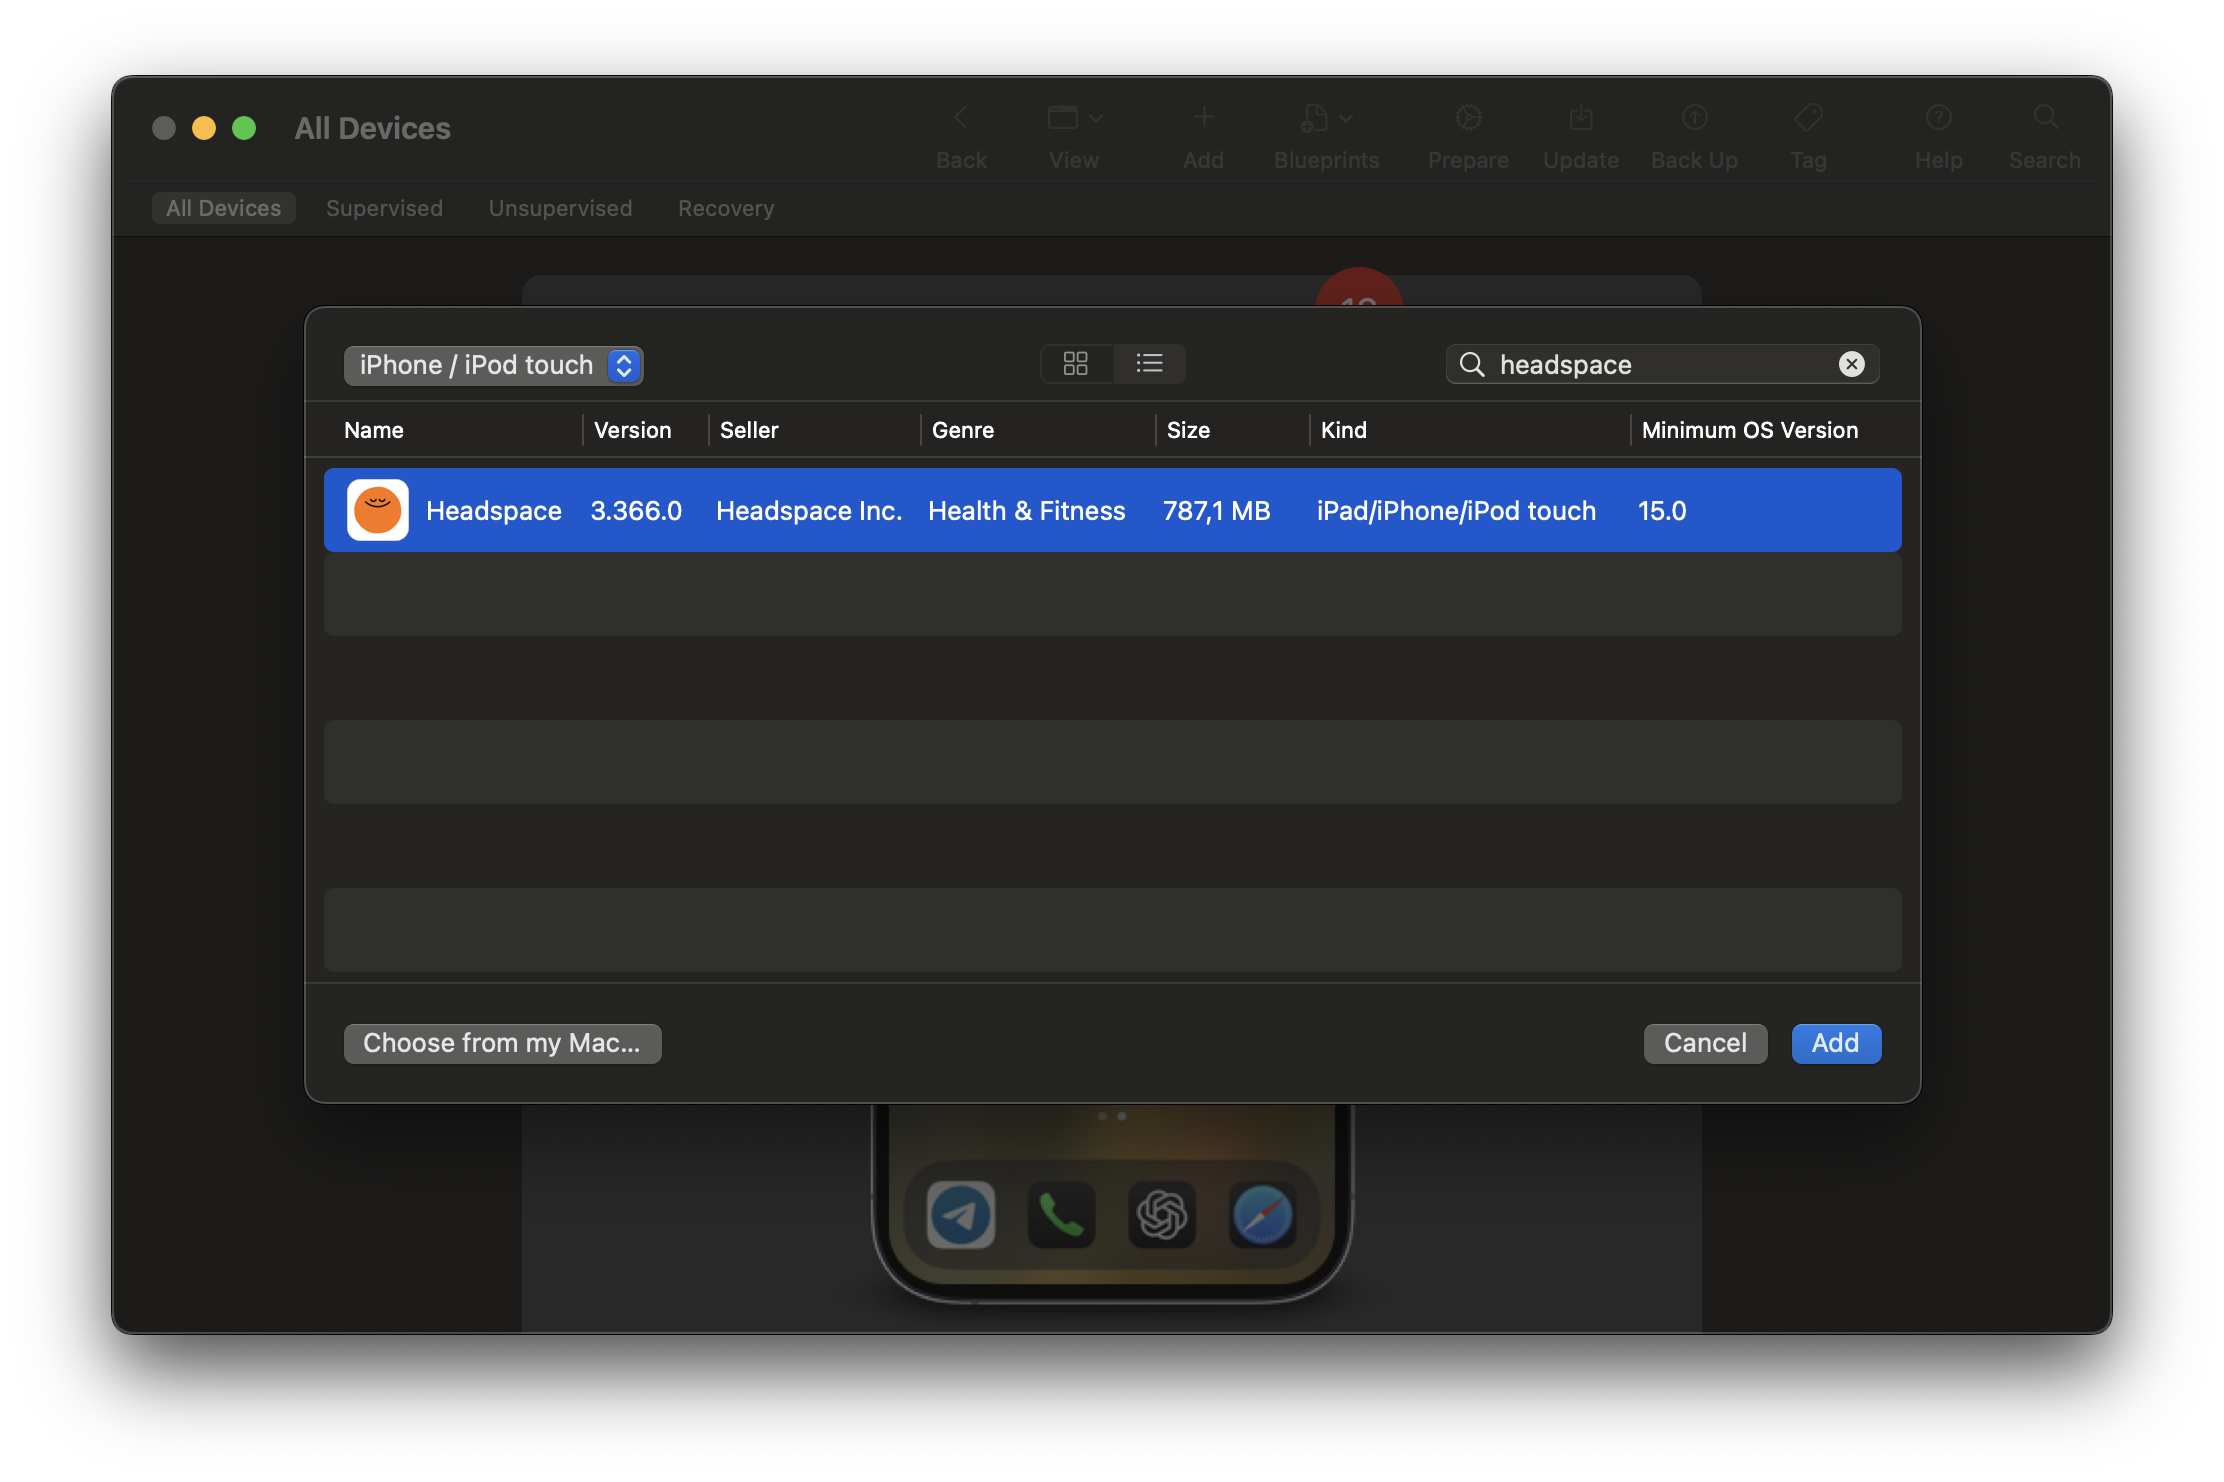 All Devices
Back
View
Add
Blueprints
Prepare
Update
Back Up
Tag
Help
Search
All Devices
Supervised
Unsupervised
Recovery
iPhone / iPod touch
headspace
Name
Version
Seller
Genre
Size
Kind
Minimum OS Version
Headspace
3.366.0
Headspace Inc.
Health & Fitness
787,1 MB
iPad/iPhone/iPod touch
15.0
Choose from my Mac...
Cancel
Add